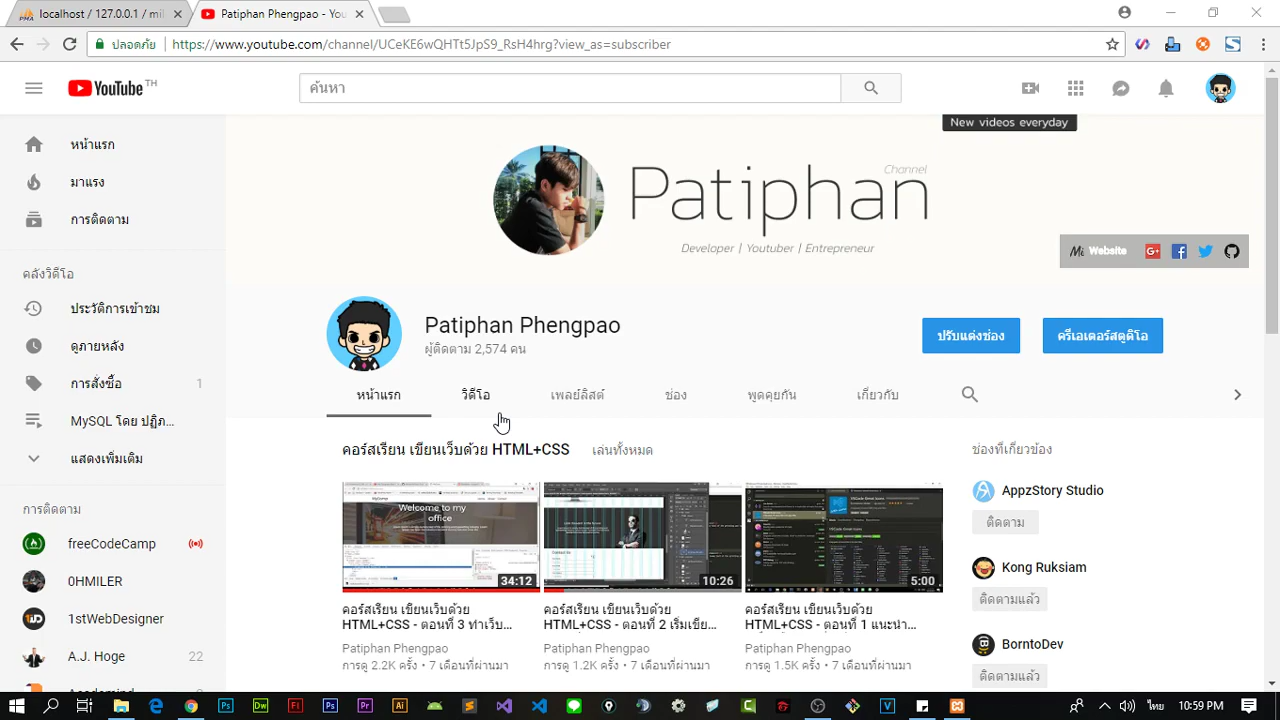 localhost / 127.0.0.1 / mi
Patiphan Phengpao - You
ปลอดภัย
https://www.youtube.com/channel/UCeKE6wQHTt5JpS9_RsH4hrg?view_as=subscriber
YouTube TH
ค้นหา
New videos everyday
หน้าแรก
มาแรง
การติดตาม
Channel
Patiphan
Developer | Youtuber | Entrepreneur
Website
คลังวิดีโอ
ประวัติการเข้าชม
ดูภายหลัง
การสั่งซื้อ 1
MySQL โดย ปฏิภ...
แสดงเพิ่มเติม
Patiphan Phengpao
ผู้ติดตาม 2,574 คน
ปรับแต่งช่อง
ครีเอเตอร์สตูดิโอ
หน้าแรก วิดีโอ เพลย์ลิสต์ ช่อง พูดคุยกัน เกี่ยวกับ
คอร์สเรียน เขียนเว็บด้วย HTML+CSS เล่นทั้งหมด
Welcome to my
office
34:12
10:26
5:00
คอร์สเรียน เขียนเว็บด้วย
HTML+CSS - ตอนที่ 3 ทำเว็บ...
Patiphan Phengpao
การดู 2.2K ครั้ง • 7 เดือนที่ผ่านมา
คอร์สเรียน เขียนเว็บด้วย
HTML+CSS - ตอนที่ 2 เริ่มเขีย...
Patiphan Phengpao
การดู 1.2K ครั้ง • 7 เดือนที่ผ่านมา
คอร์สเรียน เขียนเว็บด้วย
HTML+CSS - ตอนที่ 1 แนะนำ...
Patiphan Phengpao
การดู 1.5K ครั้ง • 7 เดือนที่ผ่านมา
ช่องที่เกี่ยวข้อง
AppzStory Studio
ติดตาม
Kong Ruksiam
ติดตามแล้ว
BorntoDev
ติดตามแล้ว
0HMILER
1stWebDesigner
A.J. Hoge 22
10:59 PM